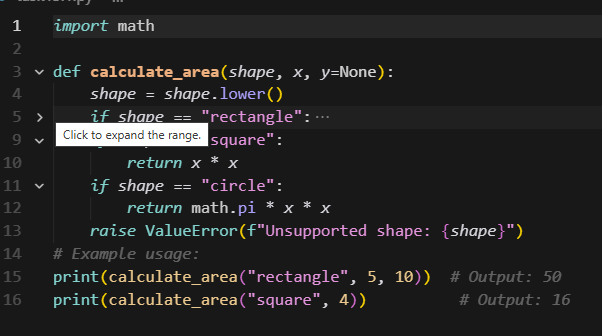 1 import math
2
3 def calculate_area(shape, x, y=None):
4 shape = shape.lower()
5 if shape == "rectangle":···
Click to expand the range.
9 "square":
10 return x * x
11 if shape == "circle":
12 return math.pi * x * x
13 raise ValueError(f"Unsupported shape: {shape}")
14 # Example usage:
15 print(calculate_area("rectangle", 5, 10)) # Output: 50
16 print(calculate_area("square", 4)) # Output: 16